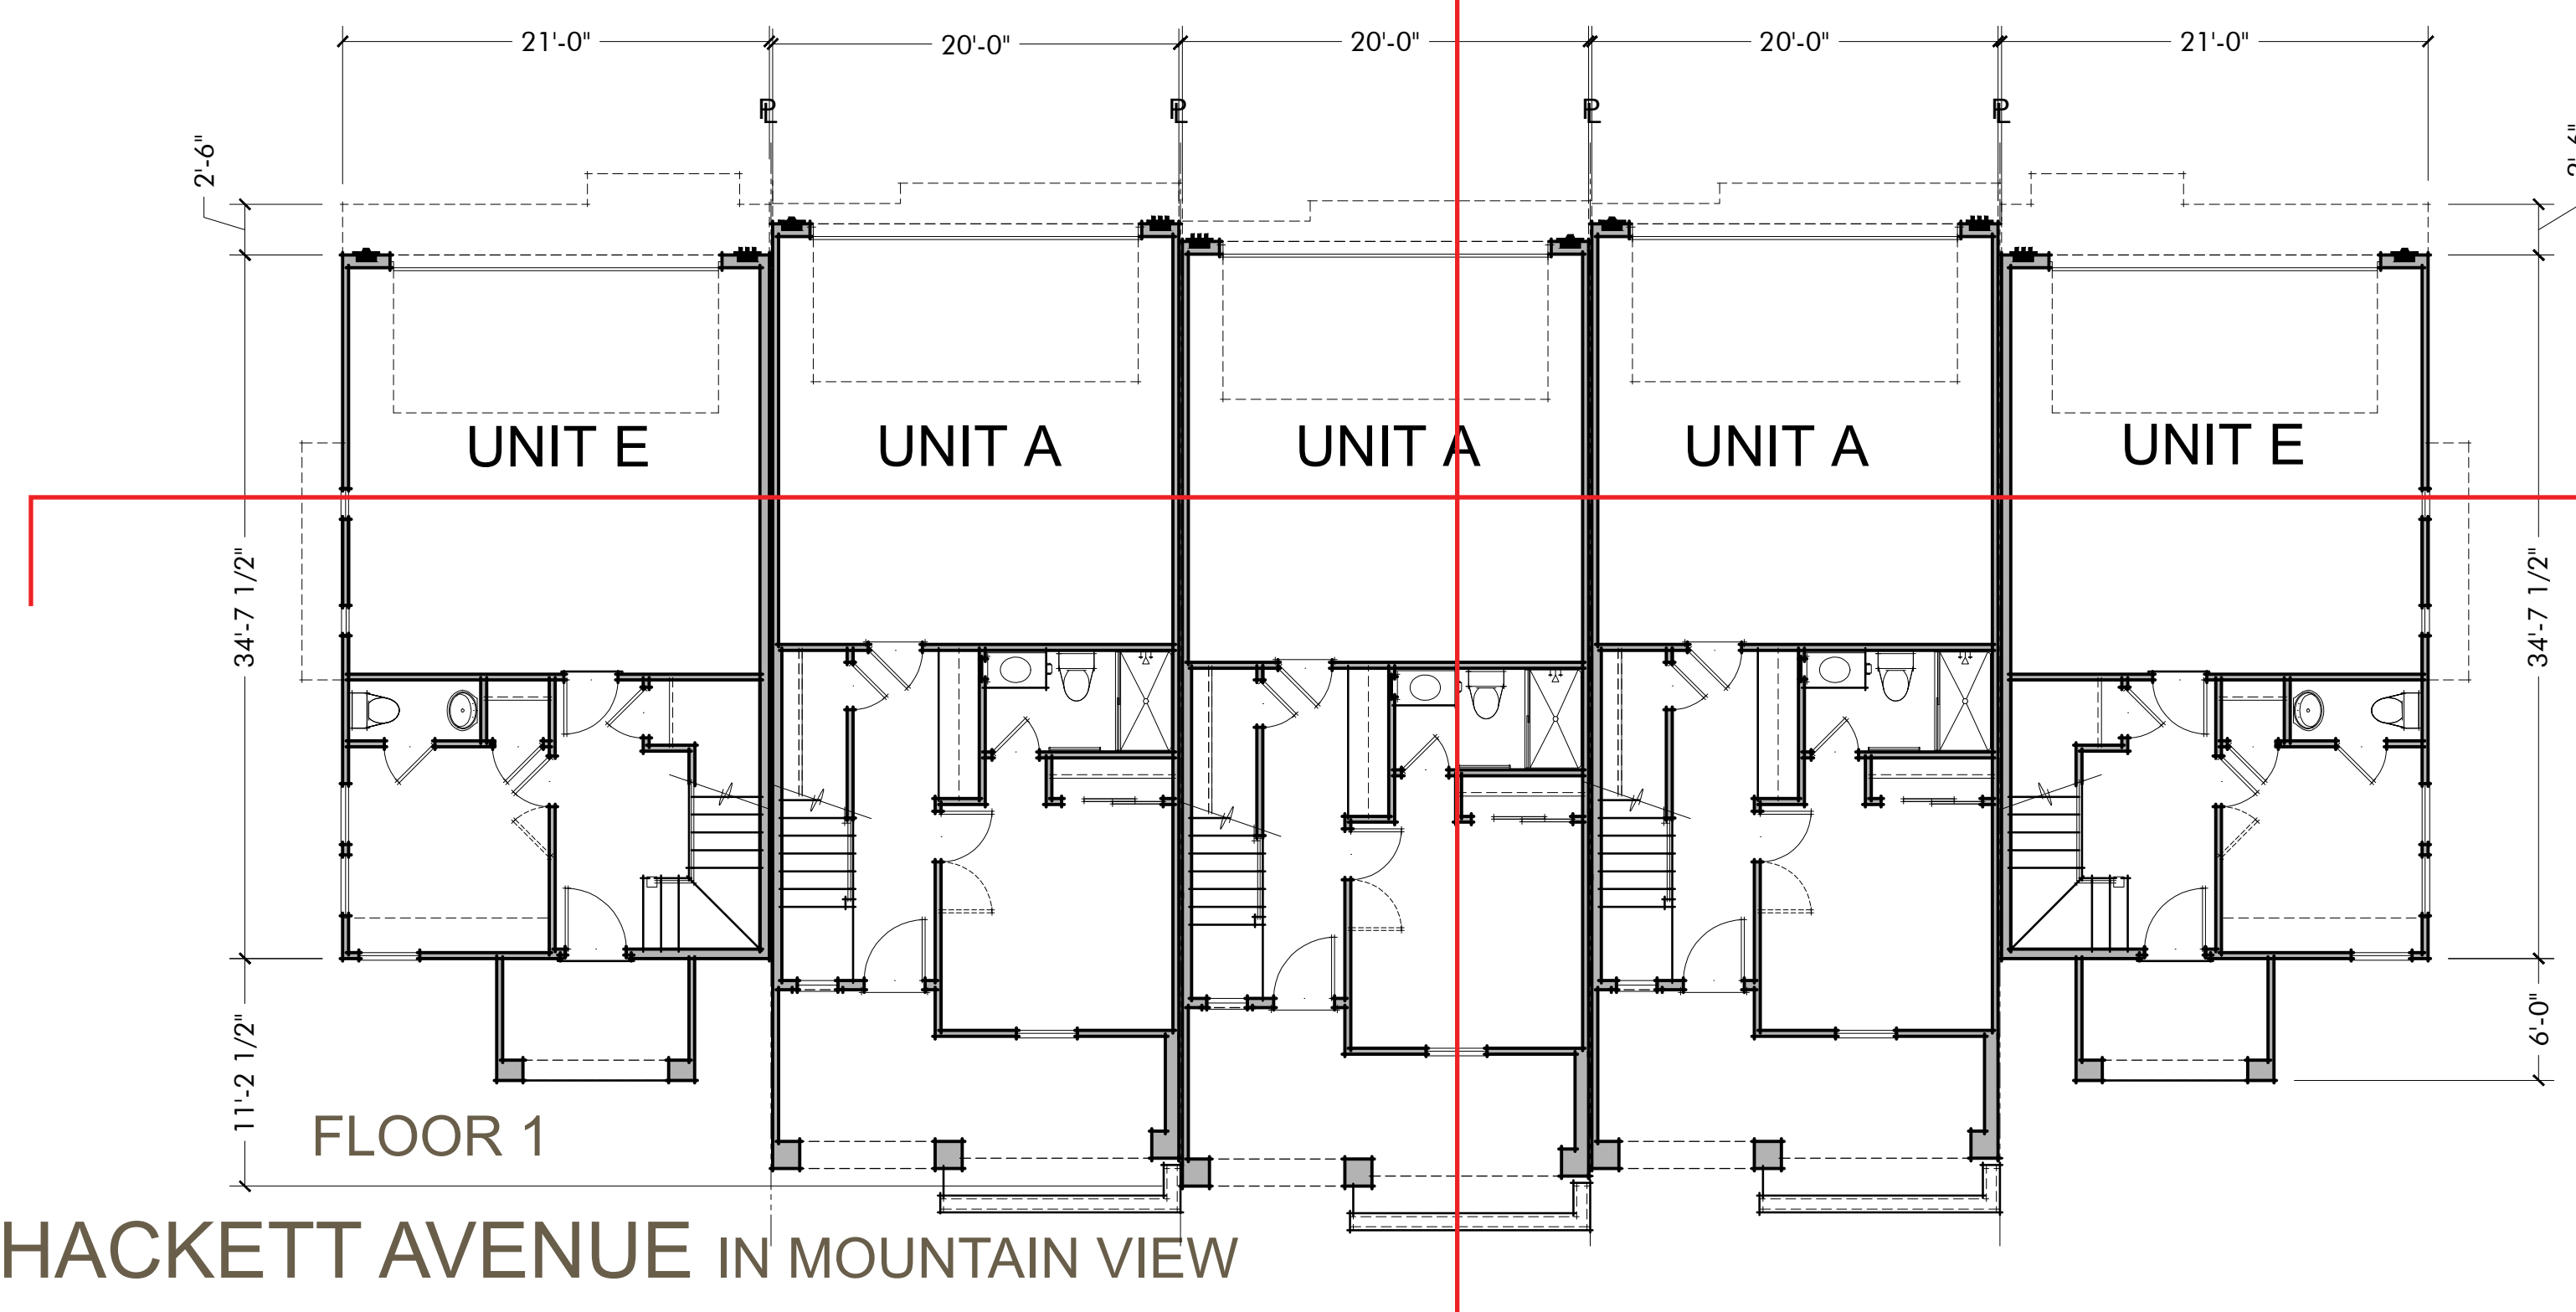 21'-0" 20'-0" 20'-0" 20'-0" 21'-0"
PL PL PL PL
2'-6" 2'-6"
UNIT E UNIT A UNIT A UNIT A UNIT E
34'-7 1/2" 34'-7 1/2"
11'-2 1/2" 6'-0"
FLOOR 1
HACKETT AVENUE IN MOUNTAIN VIEW